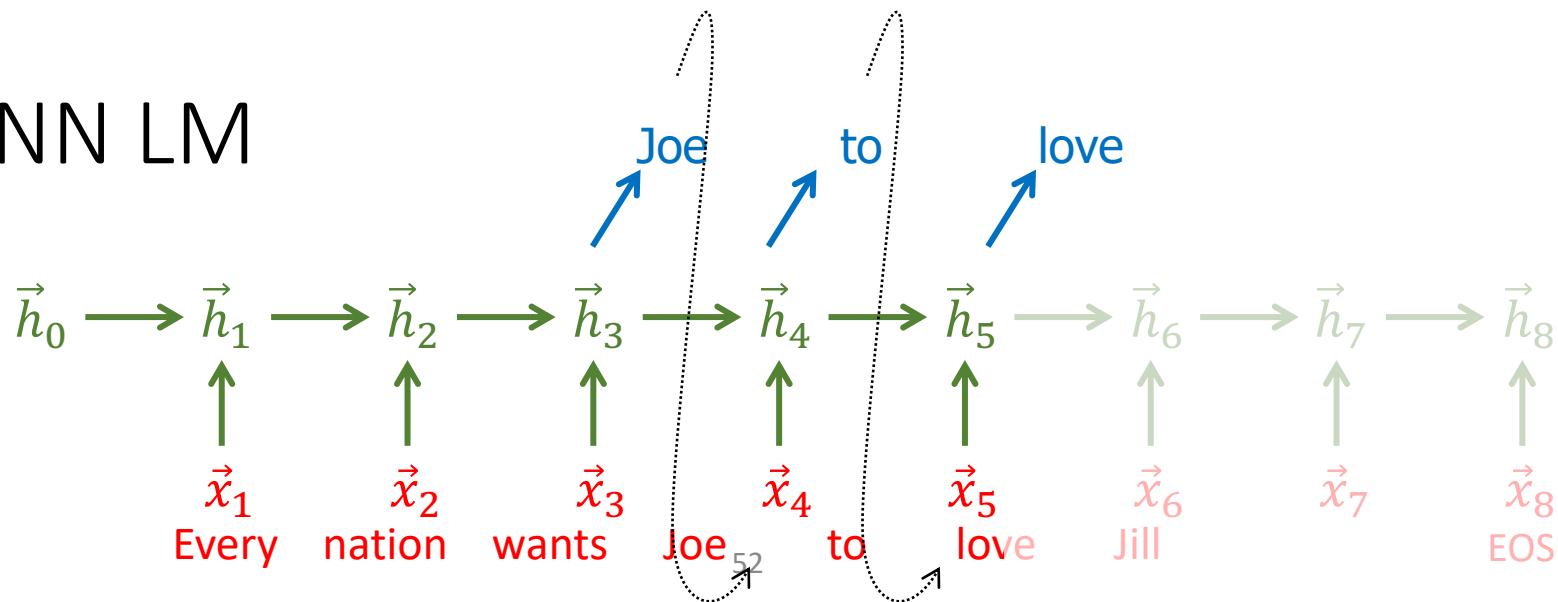 NN LM
Joe to love
h⃗₀ h⃗₁ h⃗₂ h⃗₃ h⃗₄ h⃗₅ h⃗₆ h⃗₇ h⃗₈
x⃗₁ x⃗₂ x⃗₃ x⃗₄ x⃗₅ x⃗₆ x⃗₇ x⃗₈
Every nation wants Joe to love Jill EOS
52